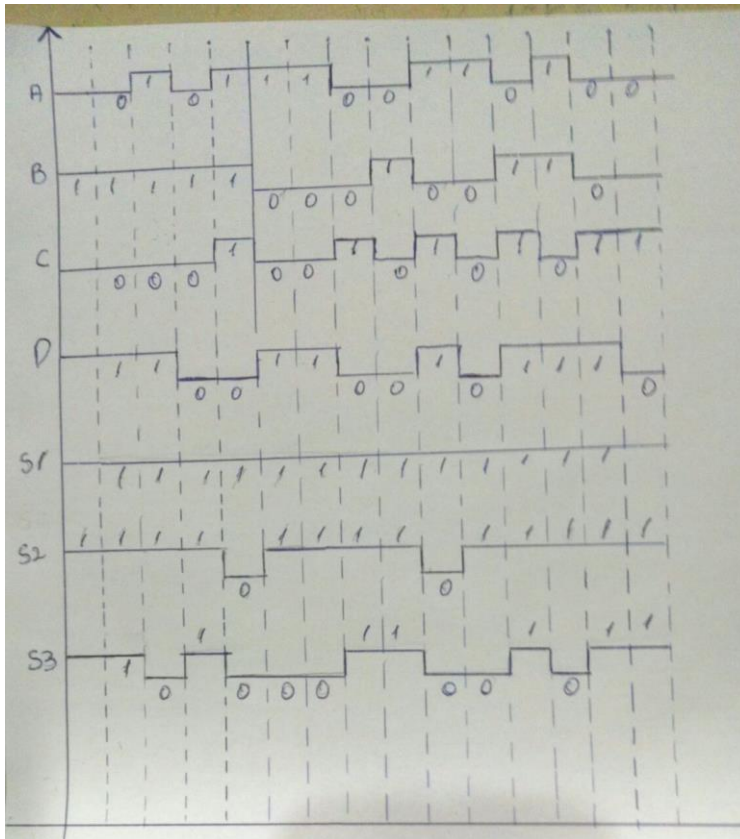 A 0 1 0 1 1 1 0 0 1 1 0 1 0 0
B 1 1 1 1 1 0 0 0 1 0 0 1 1 0
C 0 0 0 1 0 0 1 0 1 0 1 0 1 1
D 1 1 0 0 1 1 0 0 1 0 1 1 1 0
S1 1 1 1 1 1 1 1 1 1 1 1 1 1
S2 1 1 1 1 0 1 1 1 1 0 1 1 1 1 1
S3 1 0 1 0 0 0 1 1 0 0 1 0 1 1